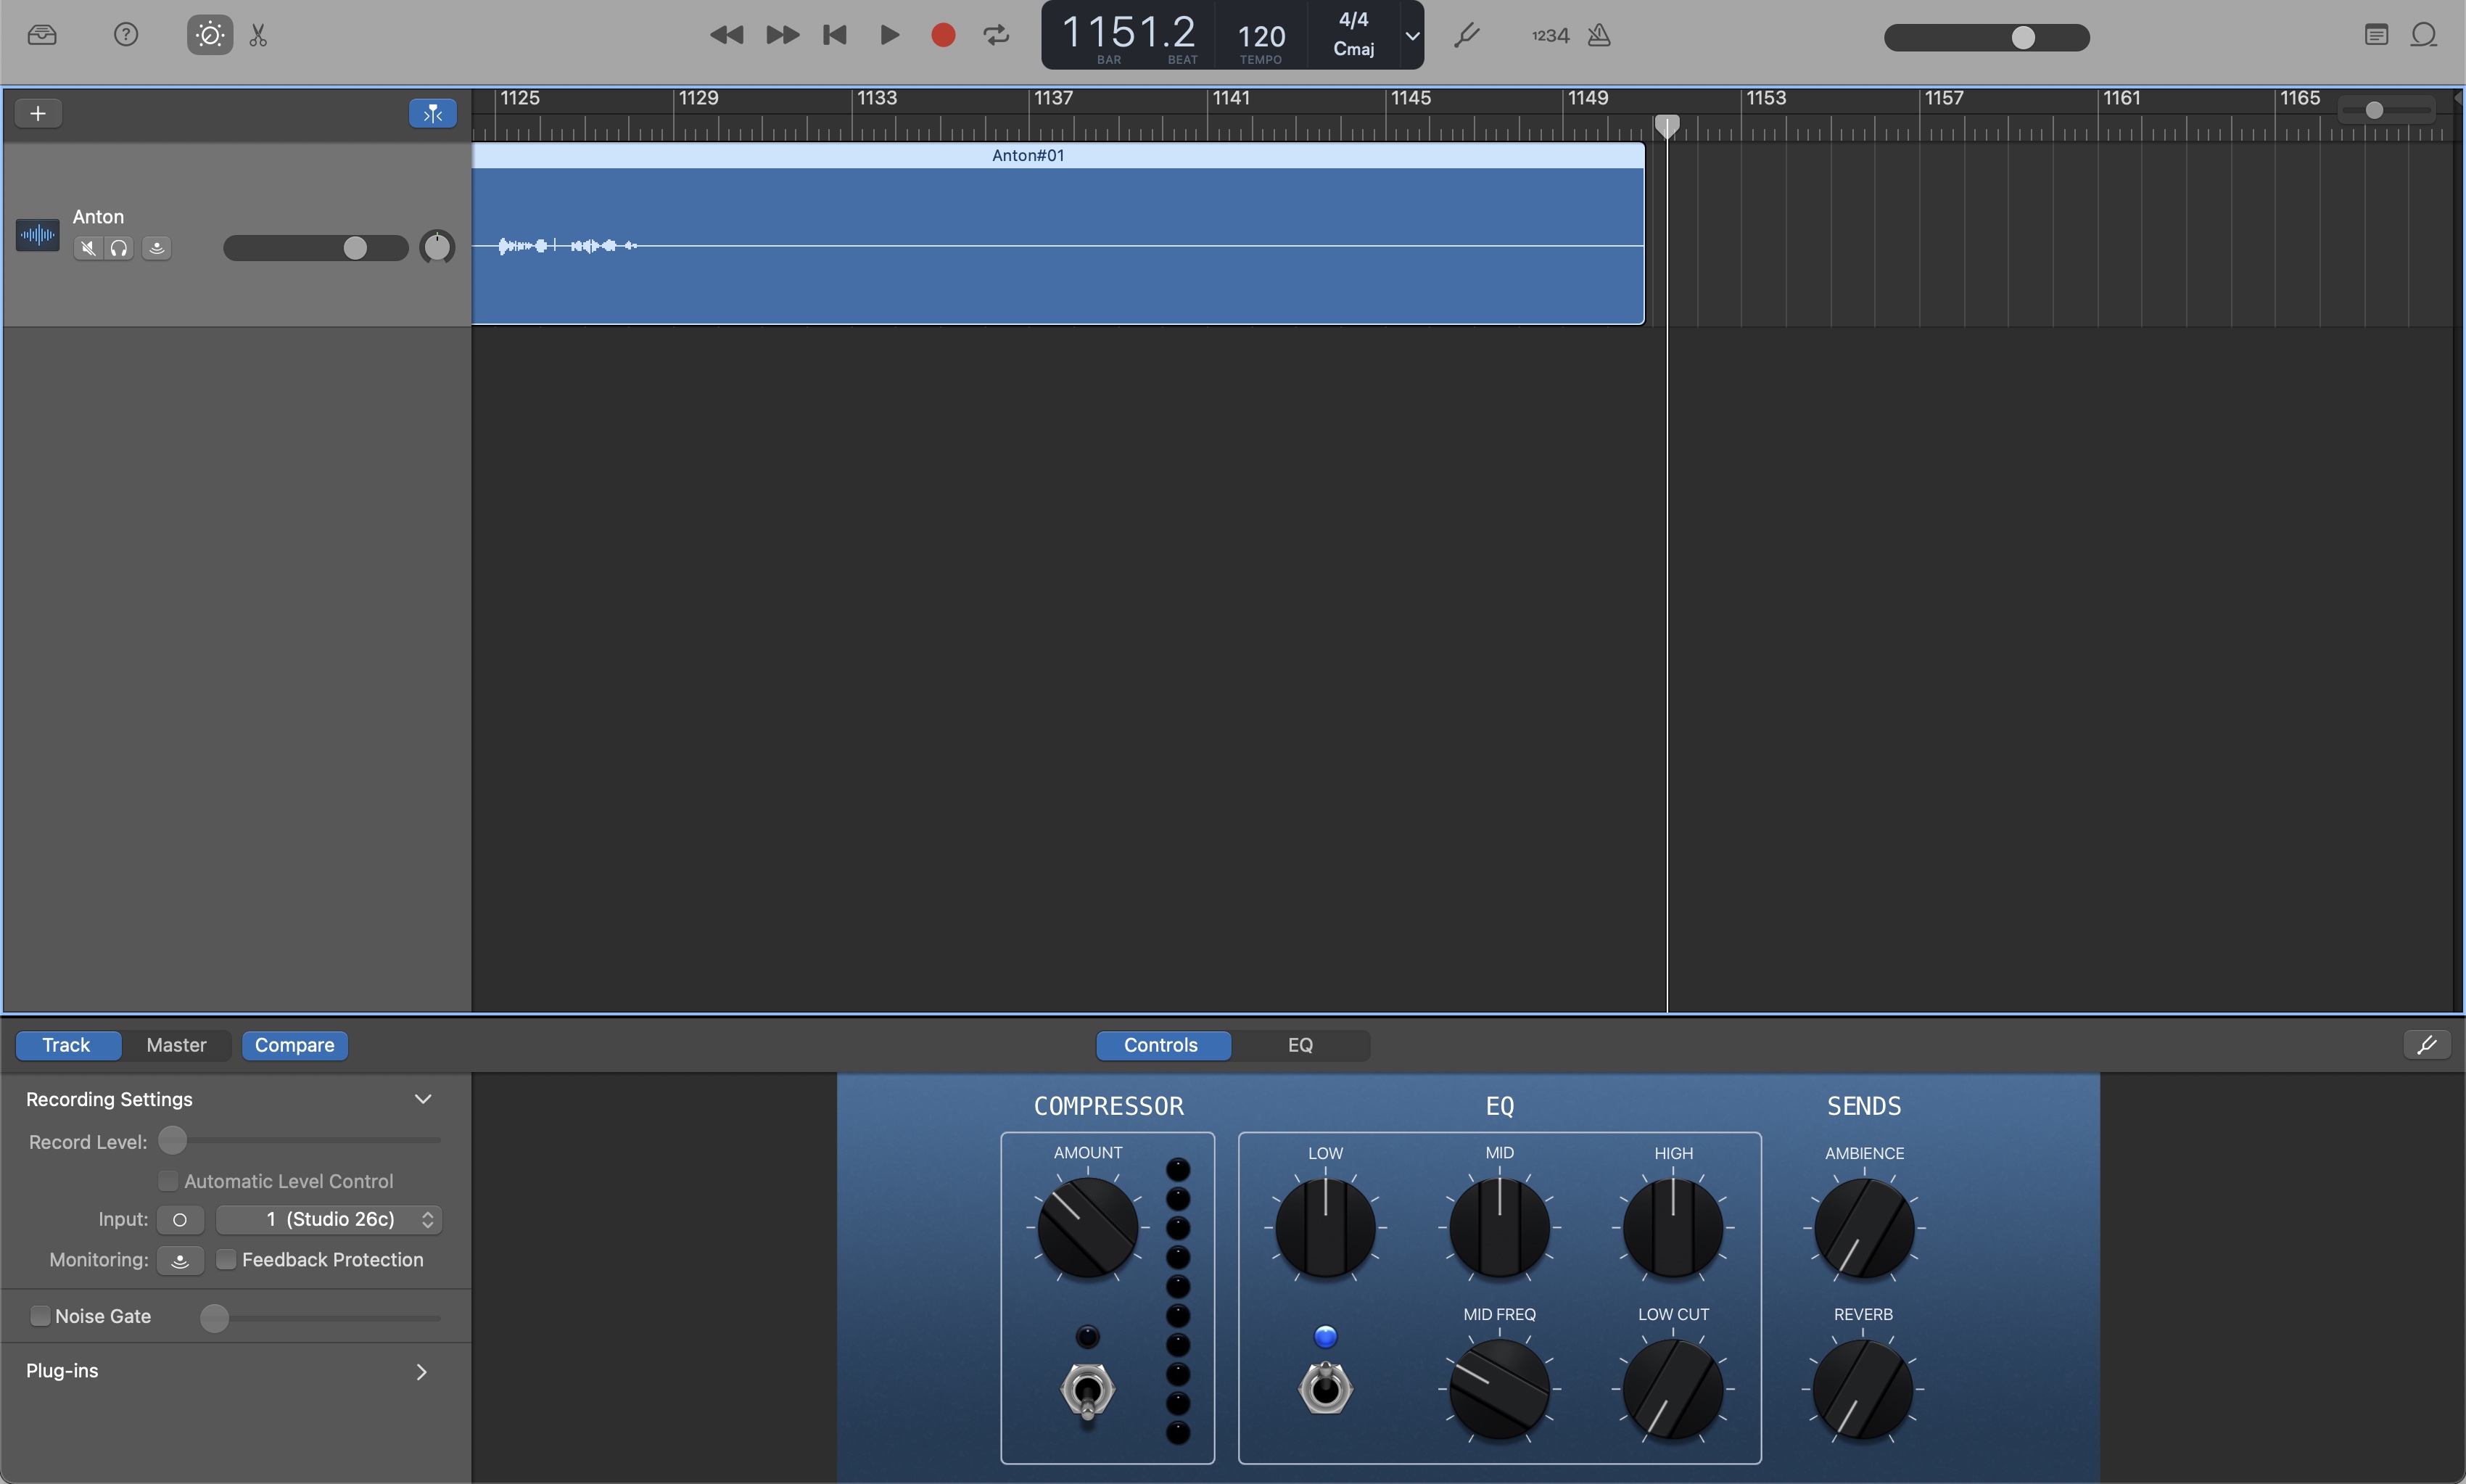 1151.2
BAR BEAT
120
TEMPO
4/4
Cmaj
1234
1125 1129 1133 1137 1141 1145 1149 1153 1157 1161 1165
Anton#01
Anton
Track Master Compare
Controls EQ
Recording Settings
Record Level:
Automatic Level Control
Input: 1 (Studio 26c)
Monitoring: Feedback Protection
Noise Gate
Plug-ins
COMPRESSOR EQ SENDS
AMOUNT LOW MID HIGH AMBIENCE
MID FREQ LOW CUT REVERB